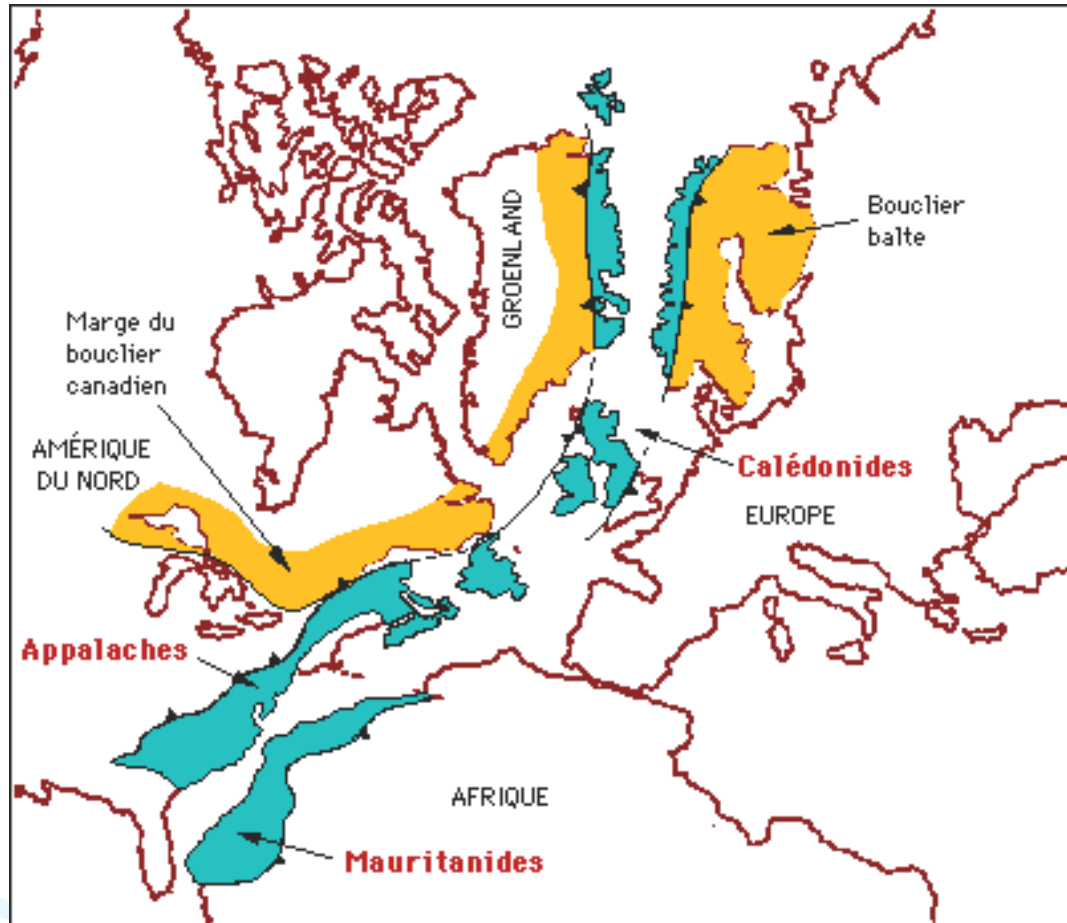 GROENLAND
Bouclier
balte
Marge du
bouclier
canadien
AMÉRIQUE
DU NORD
Calédonides
EUROPE
Appalaches
AFRIQUE
Mauritanides